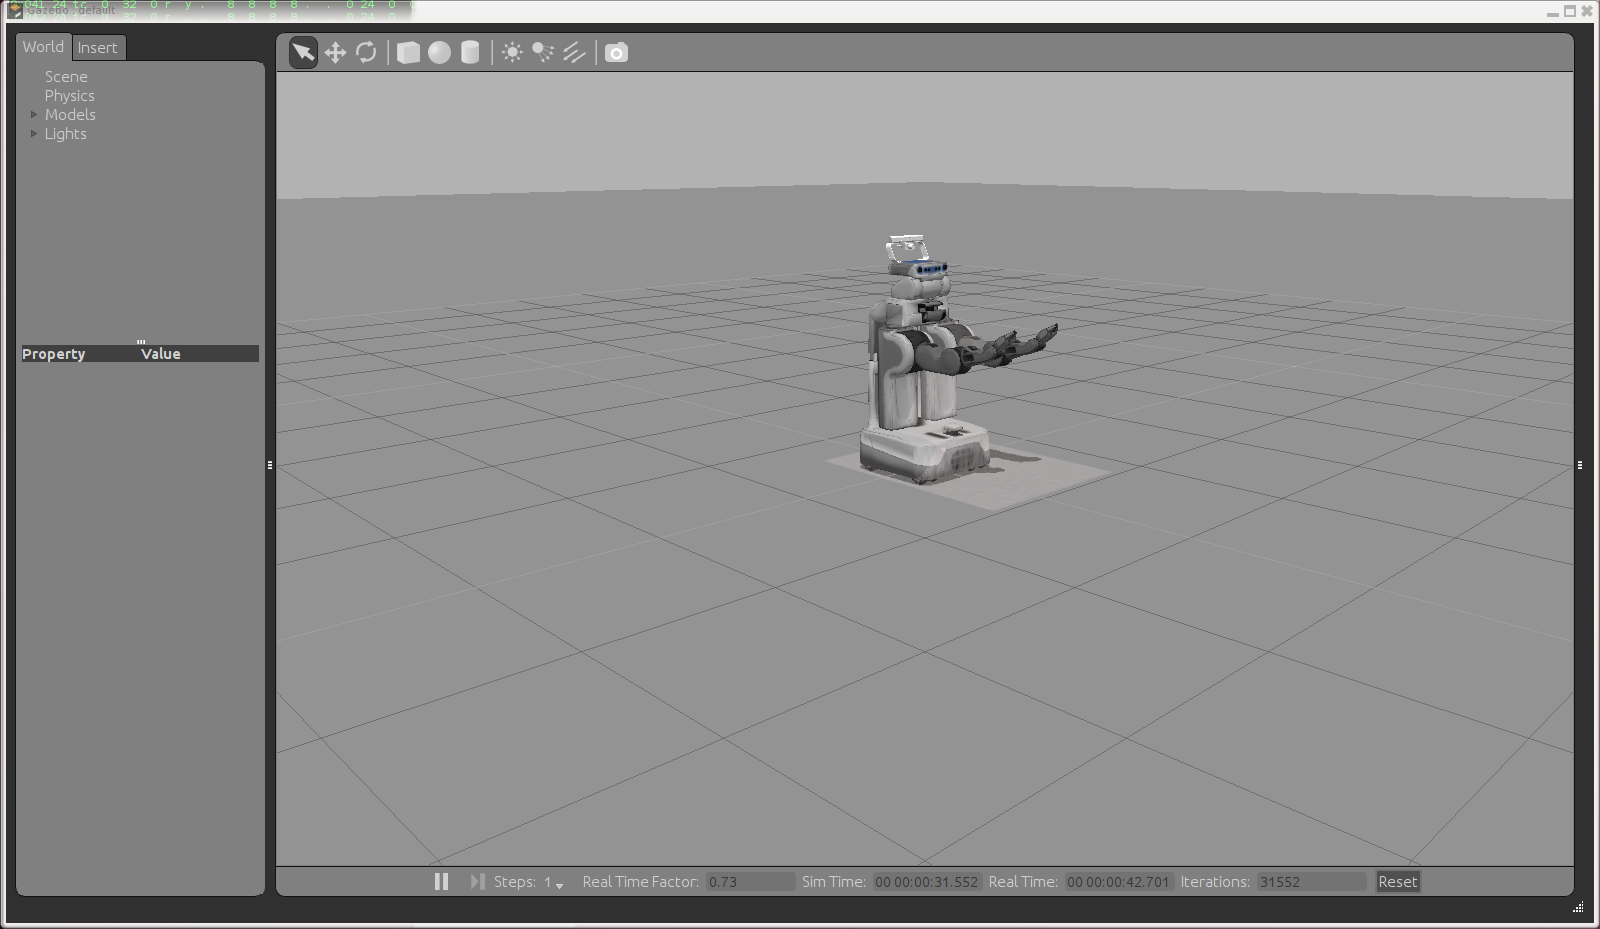 Gazebo : default
World Insert
Scene
Physics
Models
Lights
Property Value
Steps: 1 Real Time Factor: 0.73 Sim Time: 00 00:00:31.552 Real Time: 00 00:00:42.701 Iterations: 31552 Reset